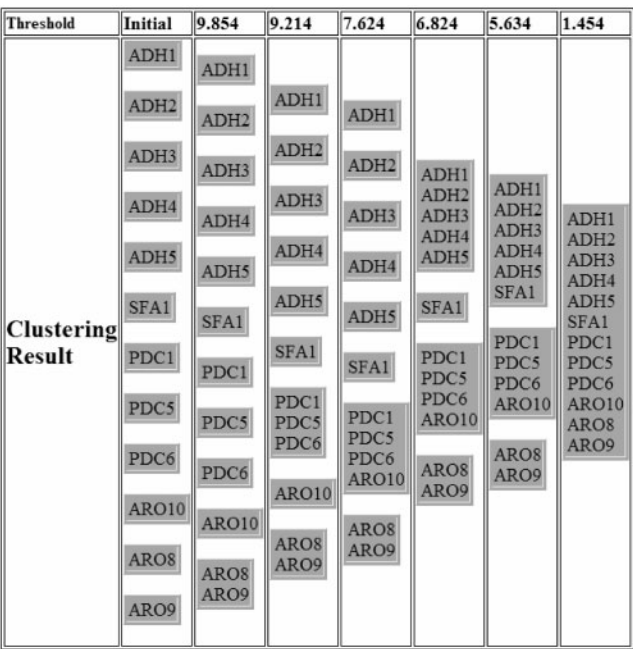 Threshold Initial 9.854 9.214 7.624 6.824 5.634 1.454
Clustering
Result
ADH1
ADH2
ADH3
ADH4
ADH5
SFA1
PDC1
PDC5
PDC6
ARO10
ARO8
ARO9
ADH1
ADH2
ADH3
ADH4
ADH5
SFA1
PDC1
PDC5
PDC6
ARO10
ARO8
ARO9
ADH1
ADH2
ADH3
ADH4
ADH5
SFA1
PDC1
PDC5
PDC6
ARO10
ARO8
ARO9
ADH1
ADH2
ADH3
ADH4
ADH5
SFA1
PDC1
PDC5
PDC6
ARO10
ARO8
ARO9
ADH1
ADH2
ADH3
ADH4
ADH5
SFA1
PDC1
PDC5
PDC6
ARO10
ARO8
ARO9
ADH1
ADH2
ADH3
ADH4
ADH5
SFA1
PDC1
PDC5
PDC6
ARO10
ARO8
ARO9
ADH1
ADH2
ADH3
ADH4
ADH5
SFA1
PDC1
PDC5
PDC6
ARO10
ARO8
ARO9